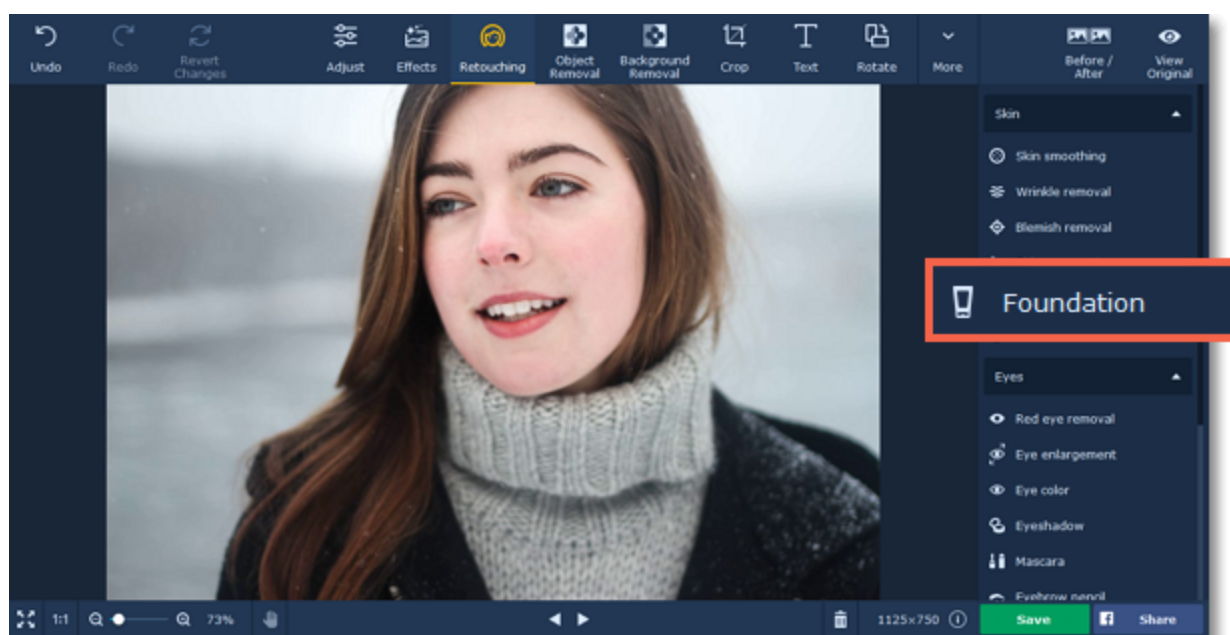 Undo
Redo
Revert
Changes
Adjust
Effects
Retouching
Object
Removal
Background
Removal
Crop
Text
Rotate
More
Before /
After
View
Original
Skin
Skin smoothing
Wrinkle removal
Blemish removal
Foundation
Eyes
Red eye removal
Eye enlargement
Eye color
Eyeshadow
Mascara
Eyebrow pencil
1:1
73%
1125×750
Save
Share